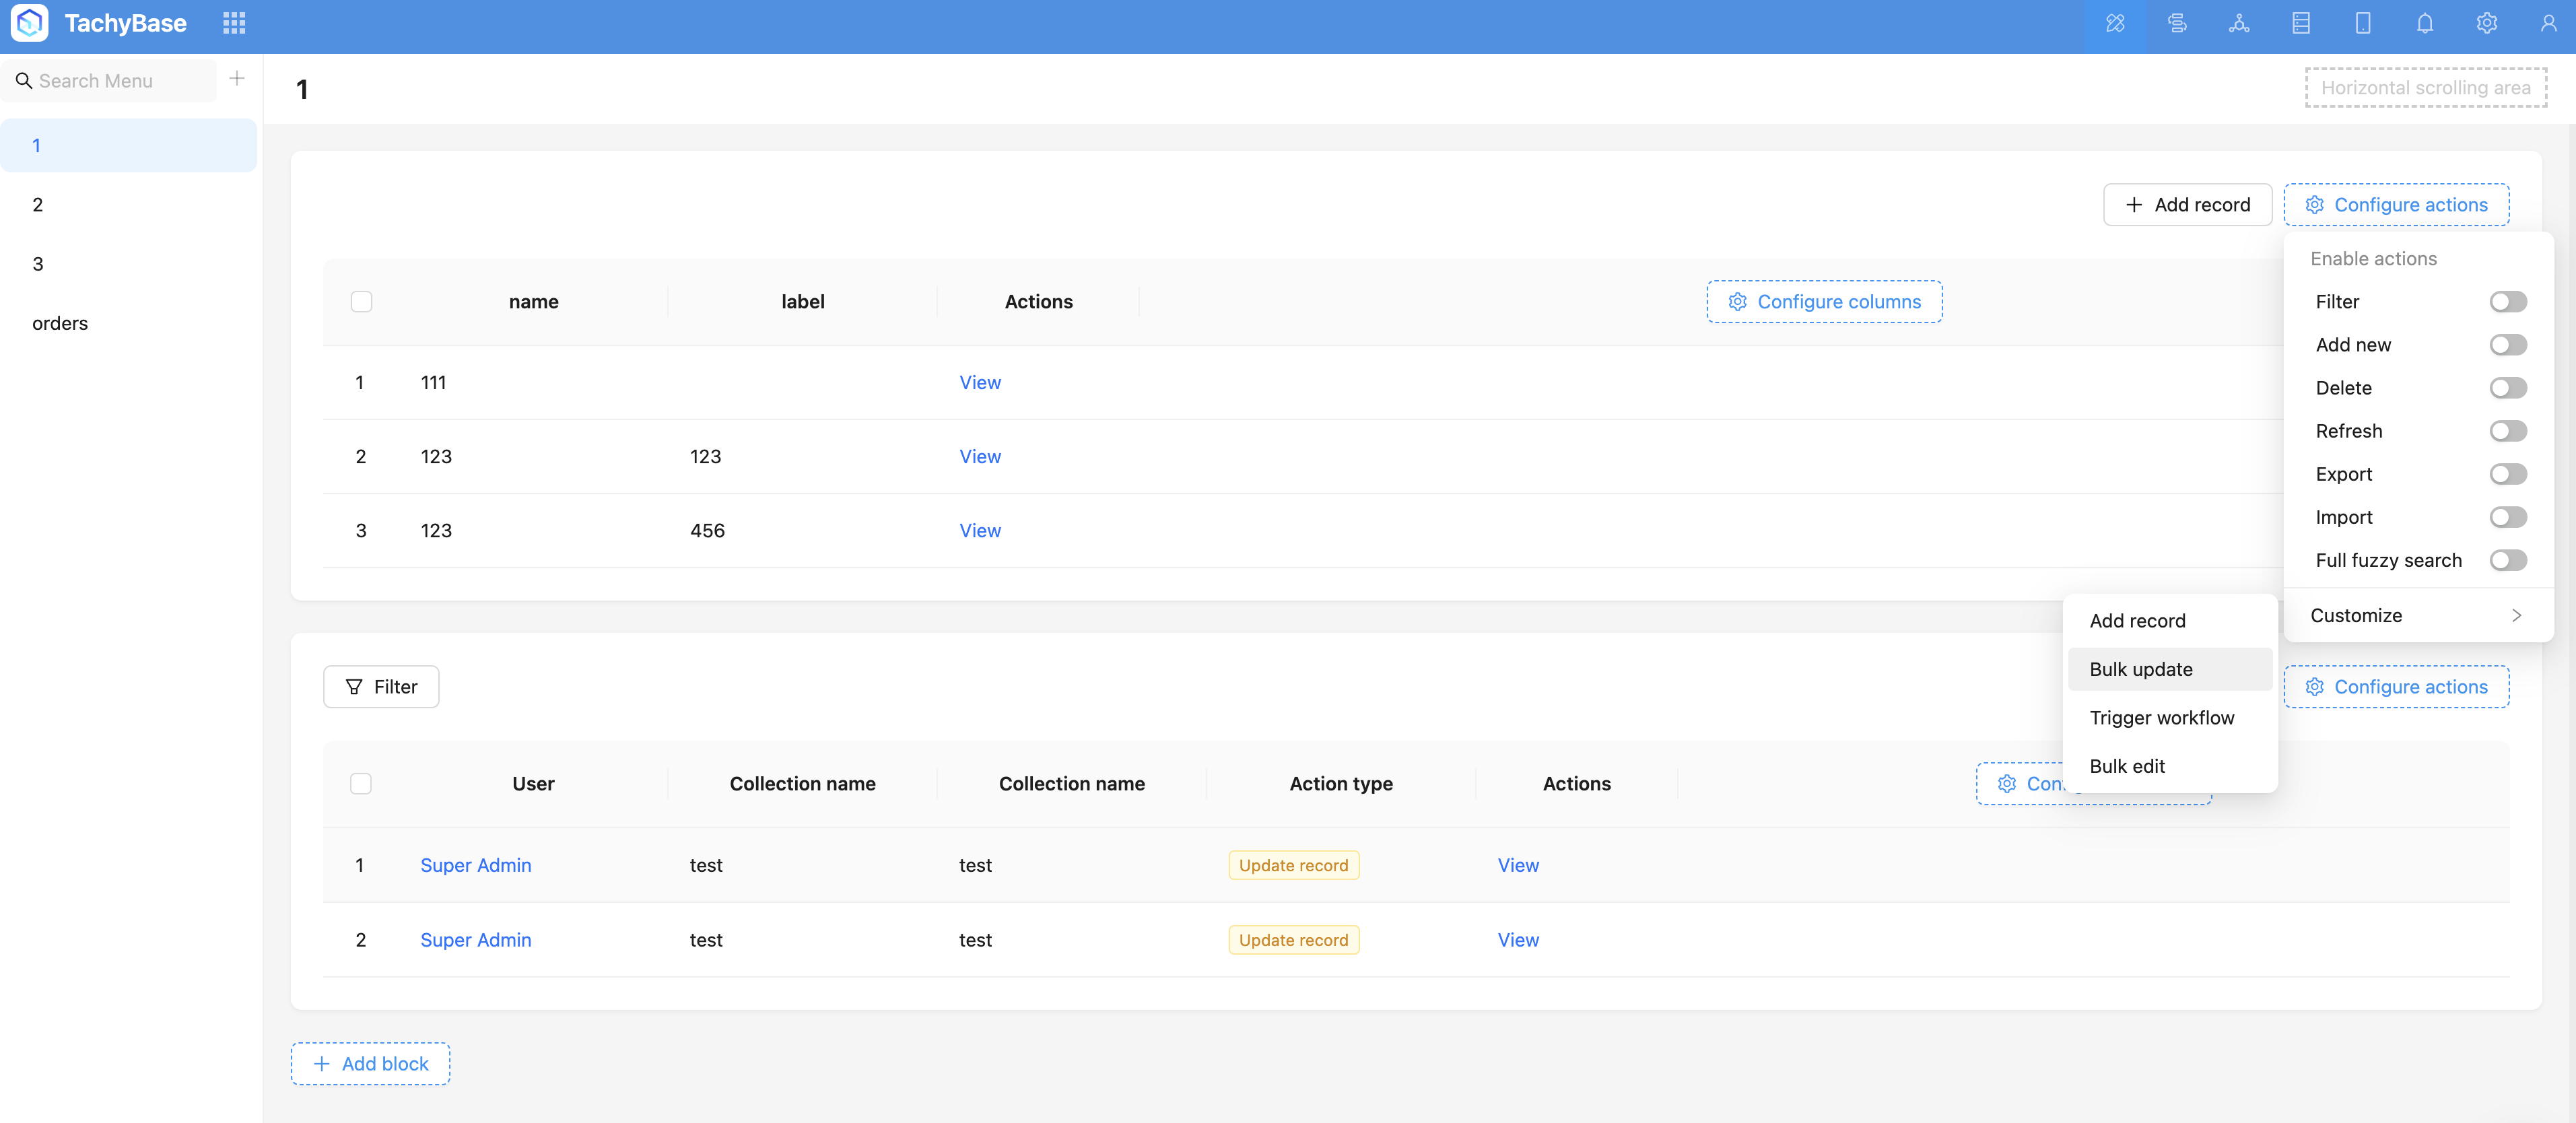 TachyBase
Search Menu
1
2
3
orders
1
Horizontal scrolling area
Add record
Configure actions
name
label
Actions
Configure columns
1
111
View
2
123
123
View
3
123
456
View
Enable actions
Filter
Add new
Delete
Refresh
Export
Import
Full fuzzy search
Customize
Add record
Bulk update
Trigger workflow
Bulk edit
Filter
Configure actions
User
Collection name
Collection name
Action type
Actions
1
Super Admin
test
test
Update record
View
2
Super Admin
test
test
Update record
View
Add block